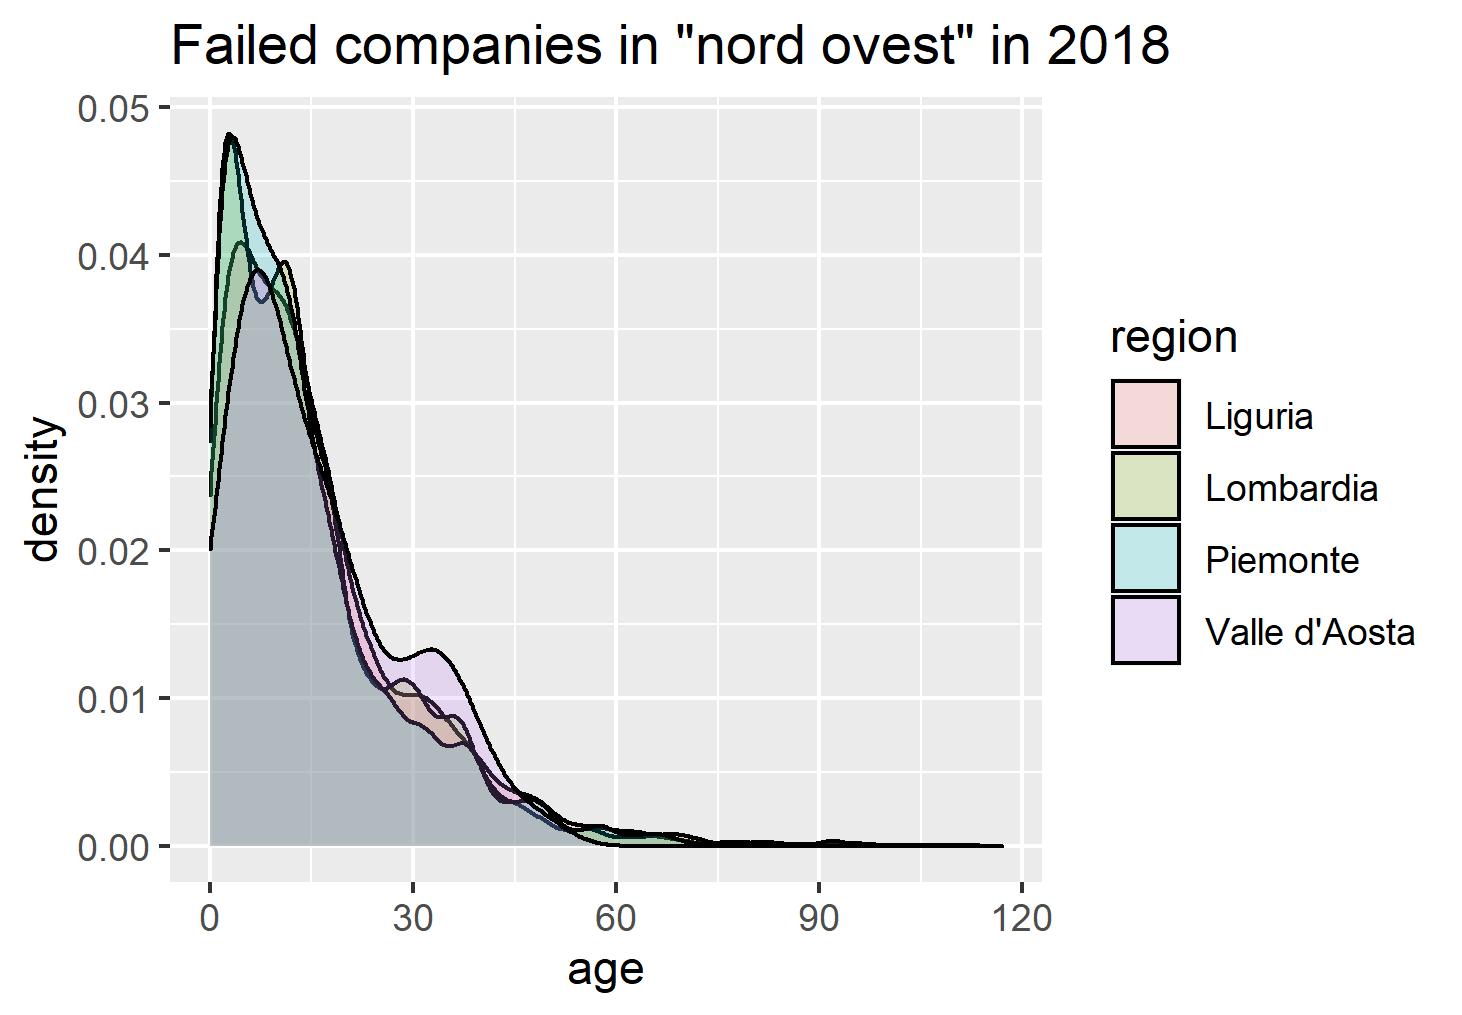 Failed companies in "nord ovest" in 2018
0.05
0.04
0.03
0.02
0.01
0.00
density
0 30 60 90 120
age
region
Liguria
Lombardia
Piemonte
Valle d'Aosta